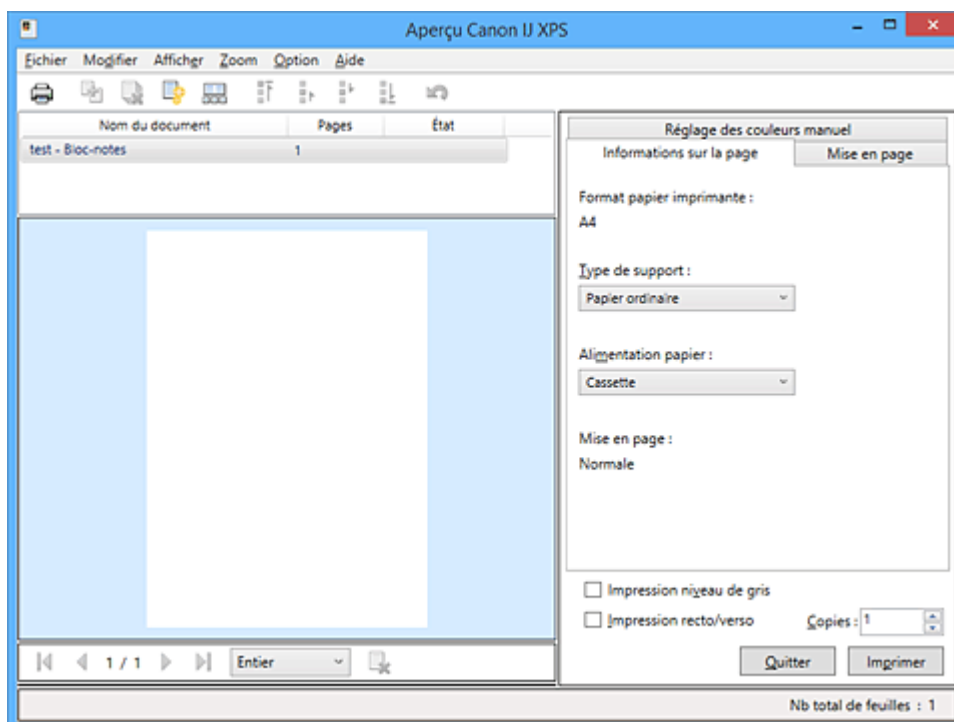 Aperçu Canon IJ XPS
Fichier Modifier Afficher Zoom Option Aide
Nom du document Pages État
test - Bloc-notes 1
Réglage des couleurs manuel
Informations sur la page Mise en page
Format papier imprimante :
A4
Type de support :
Papier ordinaire
Alimentation papier :
Cassette
Mise en page :
Normale
Impression niveau de gris
Impression recto/verso Copies : 1
1 / 1 Entier
Quitter Imprimer
Nb total de feuilles : 1